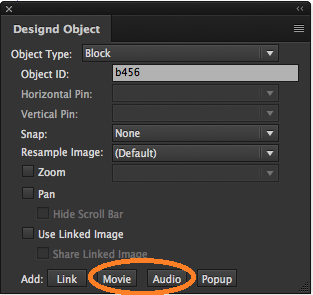 Designd Object
Object Type: Block
Object ID: b456
Horizontal Pin:
Vertical Pin:
Snap: None
Resample Image: (Default)
Zoom
Pan
Hide Scroll Bar
Use Linked Image
Share Linked Image
Add: Link Movie Audio Popup